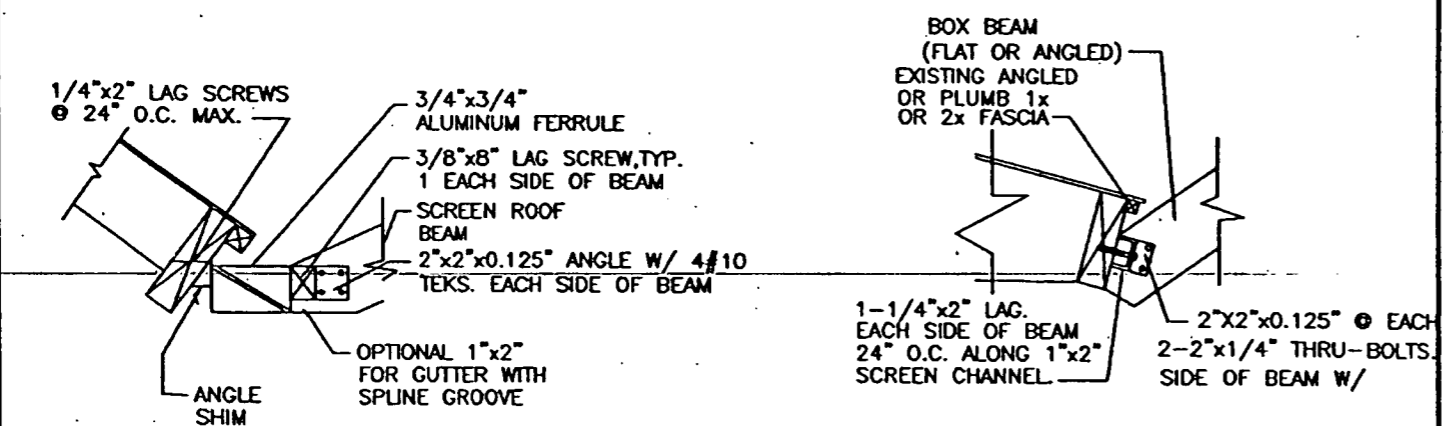 1/4"x2" LAG SCREWS
@ 24" O.C. MAX.
3/4"x3/4"
ALUMINUM FERRULE
3/8"x8" LAG SCREW,TYP.
1 EACH SIDE OF BEAM
SCREEN ROOF
BEAM
2"x2"x0.125" ANGLE W/ 4#10
TEKS. EACH SIDE OF BEAM
OPTIONAL 1"x2"
FOR GUTTER WITH
SPLINE GROOVE
ANGLE
SHIM
BOX BEAM
(FLAT OR ANGLED)
EXISTING ANGLED
OR PLUMB 1x
OR 2x FASCIA
1-1/4"x2" LAG.
EACH SIDE OF BEAM
24" O.C. ALONG 1"x2"
SCREEN CHANNEL.
2"X2"x0.125" @ EACH
2-2"x1/4" THRU-BOLTS.
SIDE OF BEAM W/